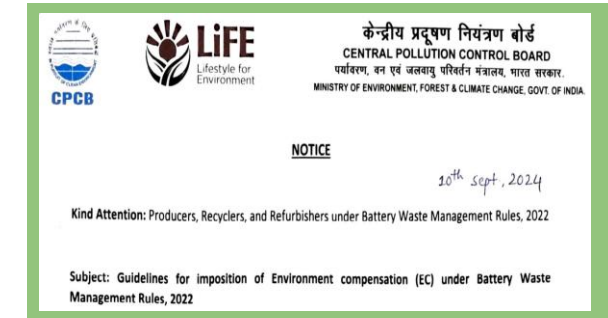 CPCB
LiFE
Lifestyle for
Environment
केन्द्रीय प्रदूषण नियंत्रण बोर्ड
CENTRAL POLLUTION CONTROL BOARD
पर्यावरण, वन एवं जलवायु परिवर्तन मंत्रालय, भारत सरकार.
MINISTRY OF ENVIRONMENT, FOREST & CLIMATE CHANGE, GOVT. OF INDIA.
NOTICE
10th Sept, 2024
Kind Attention: Producers, Recyclers, and Refurbishers under Battery Waste Management Rules, 2022
Subject: Guidelines for imposition of Environment compensation (EC) under Battery Waste
Management Rules, 2022